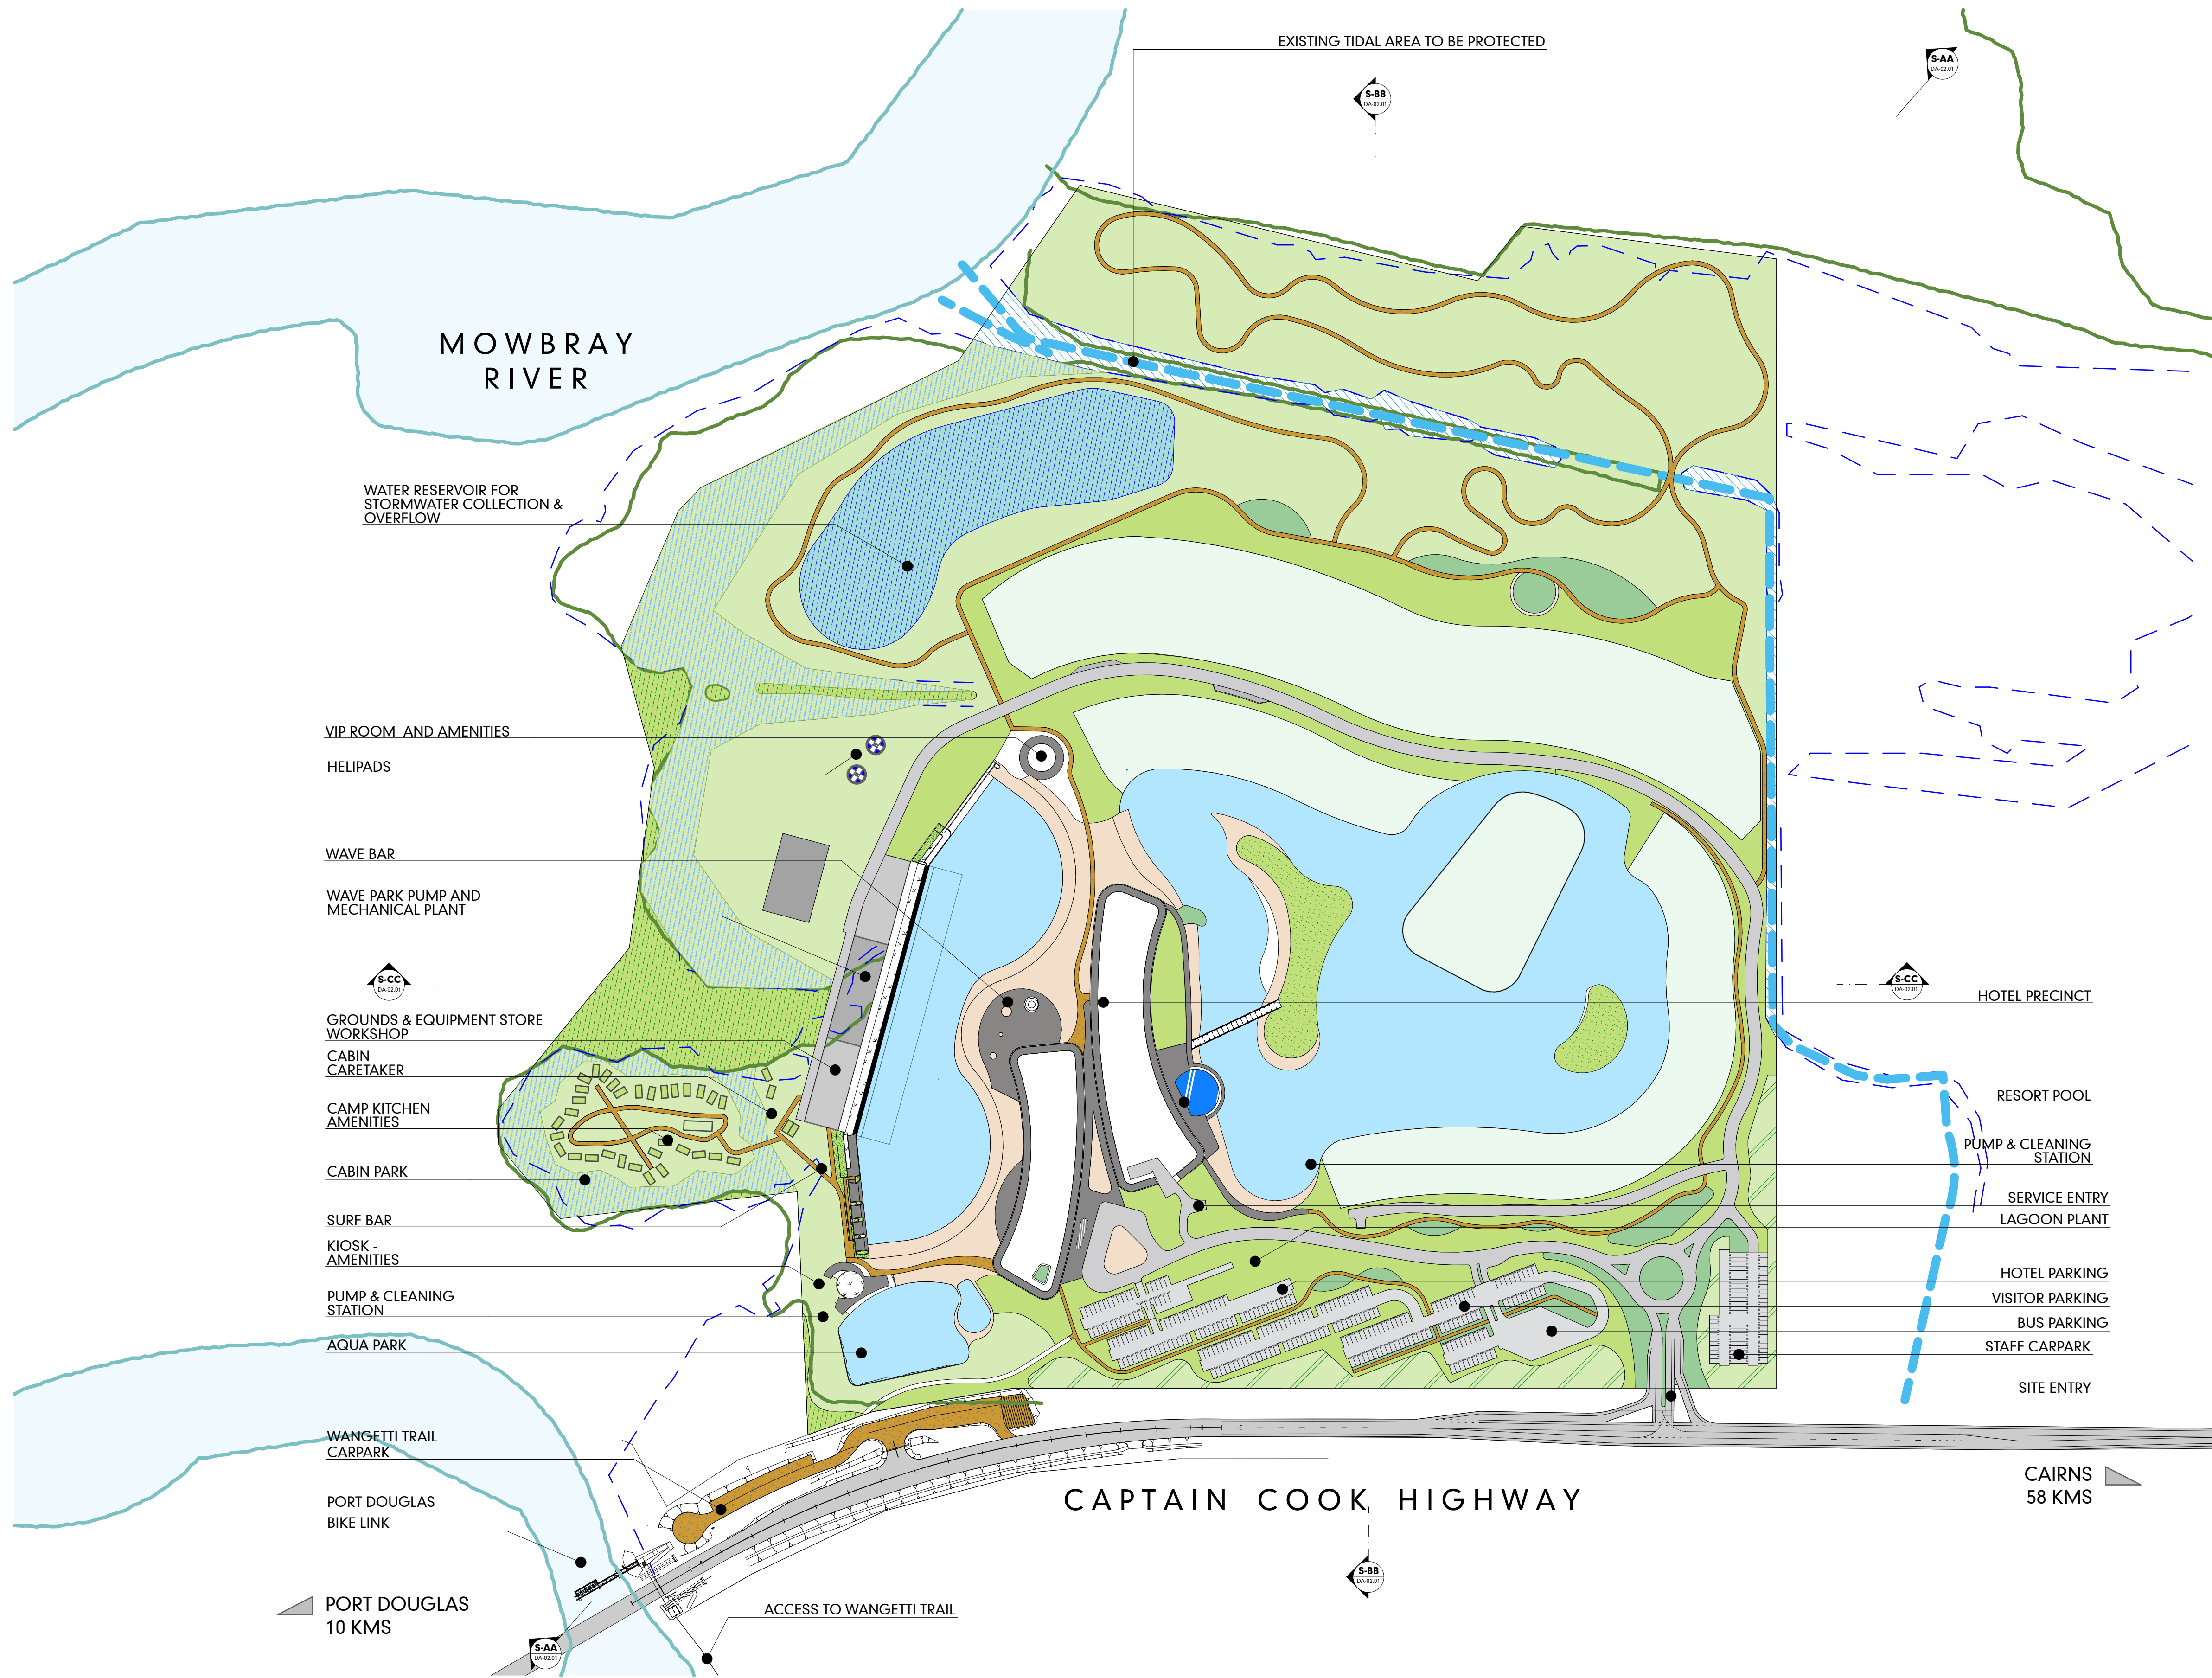 EXISTING TIDAL AREA TO BE PROTECTED
S-AA
DA-02.01
S-BB
DA-02.01
MOWBRAY
RIVER
WATER RESERVOIR FOR
STORMWATER COLLECTION &
OVERFLOW
VIP ROOM AND AMENITIES
HELIPADS
WAVE BAR
WAVE PARK PUMP AND
MECHANICAL PLANT
S-CC
DA-02.01
GROUNDS & EQUIPMENT STORE
WORKSHOP
CABIN
CARETAKER
CAMP KITCHEN
AMENITIES
CABIN PARK
SURF BAR
KIOSK -
AMENITIES
PUMP & CLEANING
STATION
AQUA PARK
WANGETTI TRAIL
CARPARK
PORT DOUGLAS
BIKE LINK
PORT DOUGLAS
10 KMS
S-AA
DA-02.01
ACCESS TO WANGETTI TRAIL
S-CC
DA-02.01
HOTEL PRECINCT
RESORT POOL
PUMP & CLEANING
STATION
SERVICE ENTRY
LAGOON PLANT
HOTEL PARKING
VISITOR PARKING
BUS PARKING
STAFF CARPARK
SITE ENTRY
CAPTAIN COOK HIGHWAY
CAIRNS
58 KMS
S-BB
DA-02.01